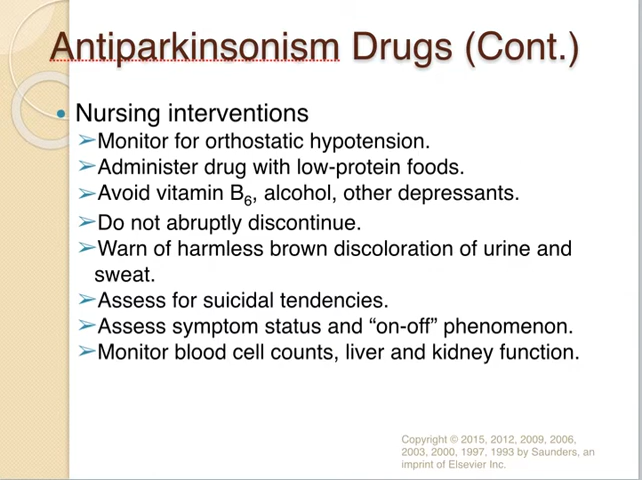 Antiparkinsonism Drugs (Cont.)
• Nursing interventions
➢Monitor for orthostatic hypotension.
➢Administer drug with low-protein foods.
➢Avoid vitamin B6, alcohol, other depressants.
➢Do not abruptly discontinue.
➢Warn of harmless brown discoloration of urine and
sweat.
➢Assess for suicidal tendencies.
➢Assess symptom status and “on-off” phenomenon.
➢Monitor blood cell counts, liver and kidney function.
Copyright © 2015, 2012, 2009, 2006,
2003, 2000, 1997, 1993 by Saunders, an
imprint of Elsevier Inc.